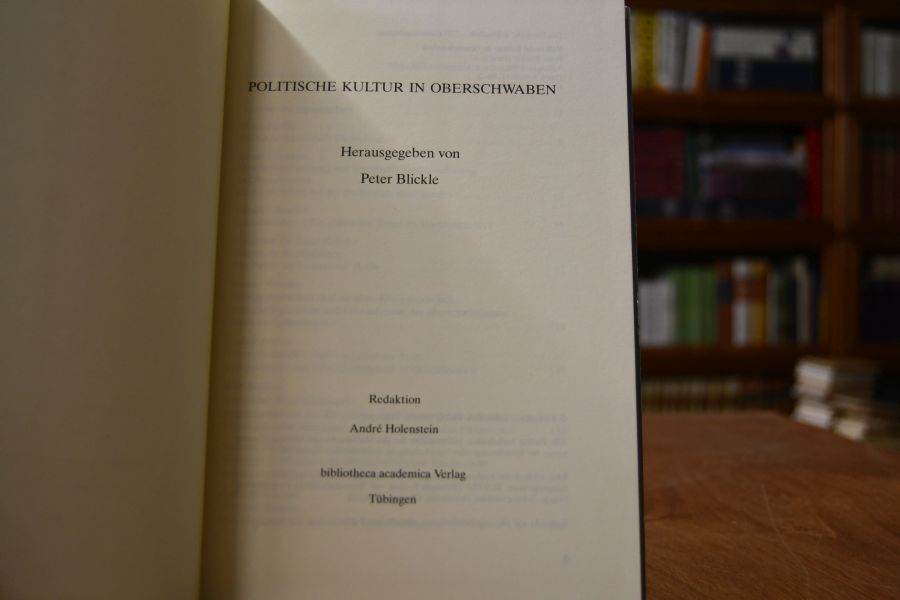 POLITISCHE KULTUR IN OBERSCHWABEN
Herausgegeben von
Peter Blickle
Redaktion
André Holenstein
bibliotheca academica Verlag
Tübingen